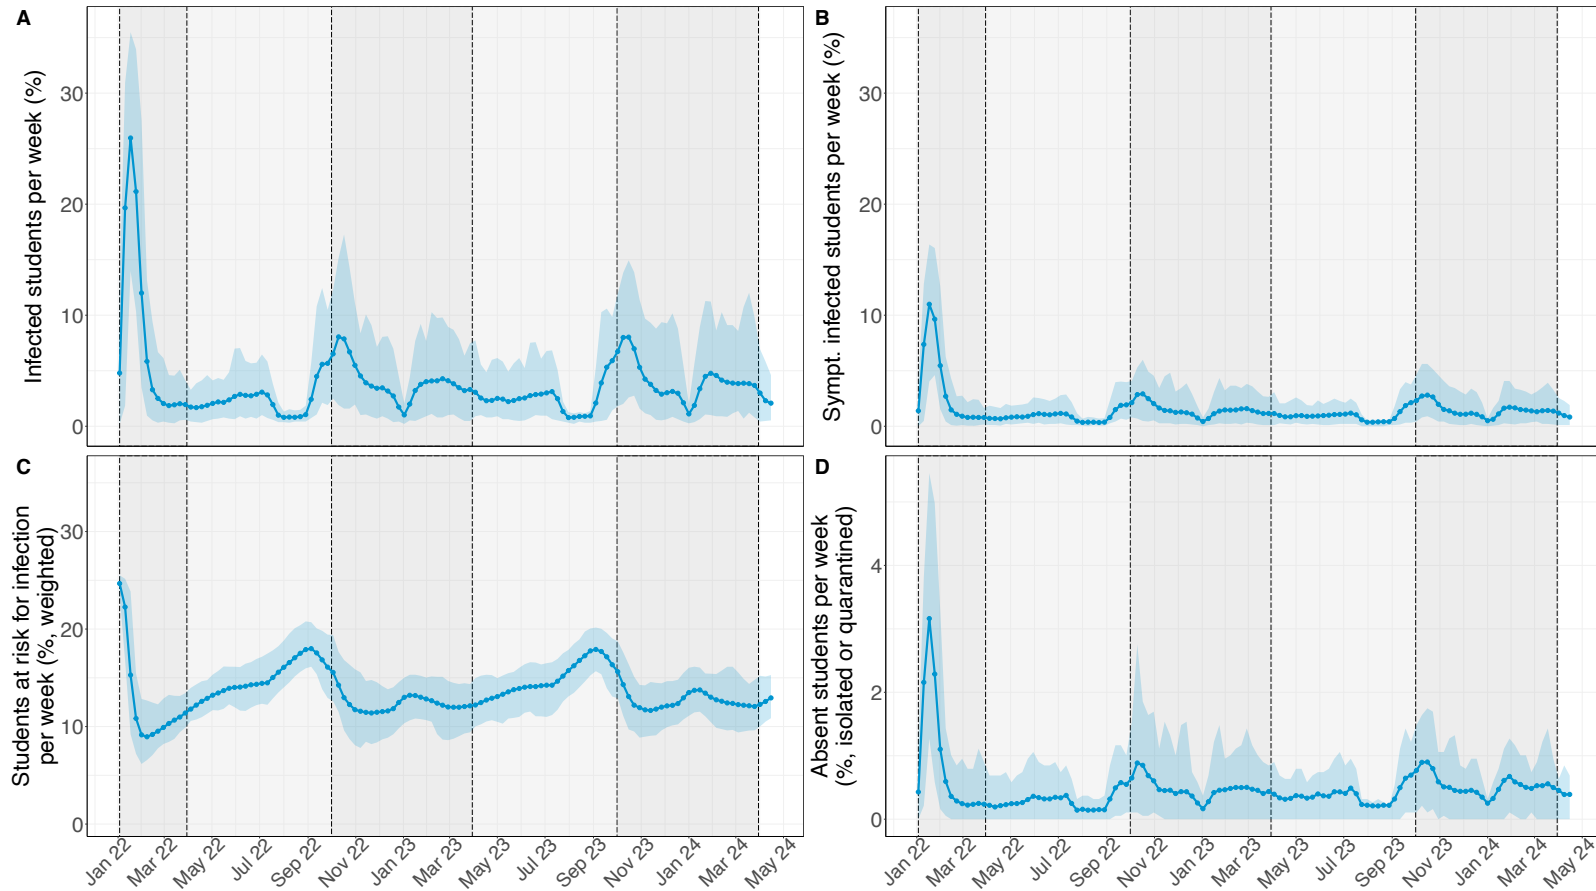 A
Infected students per week (%)
30
20
10
0
B
Sympt. infected students per week (%)
30
20
10
0
C
Students at risk for infection
per week (%, weighted)
30
20
10
0
Jan 22
Mar 22
May 22
Jul 22
Sep 22
Nov 22
Jan 23
Mar 23
May 23
Jul 23
Sep 23
Nov 23
Jan 24
Mar 24
May 24
D
Absent students per week
(%, isolated or quarantined)
4
2
0
Jan 22
Mar 22
May 22
Jul 22
Sep 22
Nov 22
Jan 23
Mar 23
May 23
Jul 23
Sep 23
Nov 23
Jan 24
Mar 24
May 24